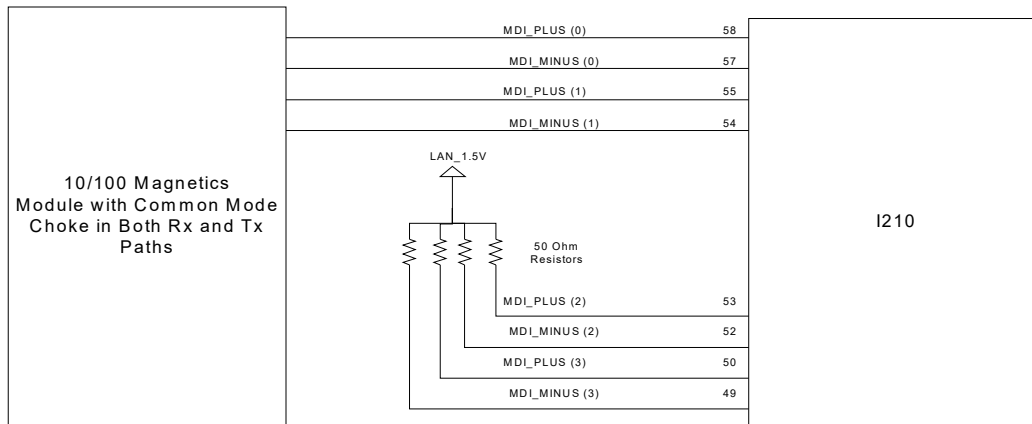 MDI_PLUS (0) 58
MDI_MINUS (0) 57
MDI_PLUS (1) 55
MDI_MINUS (1) 54
LAN_1.5V
10/100 Magnetics
Module with Common Mode
Choke in Both Rx and Tx
Paths
I210
50 Ohm
Resistors
MDI_PLUS (2) 53
MDI_MINUS (2) 52
MDI_PLUS (3) 50
MDI_MINUS (3) 49